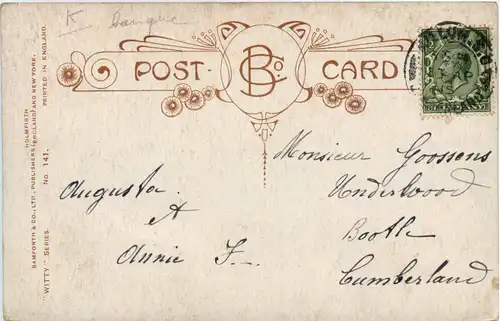 K
POST- B Co CARD
Augusta.
A
Annie F.
Monsieur Goossens
Underwood
Bootle
Cumberland
BAMFORTH & CO., LTD., PUBLISHERS, (ENGLAND) AND NEW YORK.
HOLMFIRTH
PRINTED IN ENGLAND.
"WITTY" SERIES. No. 141.